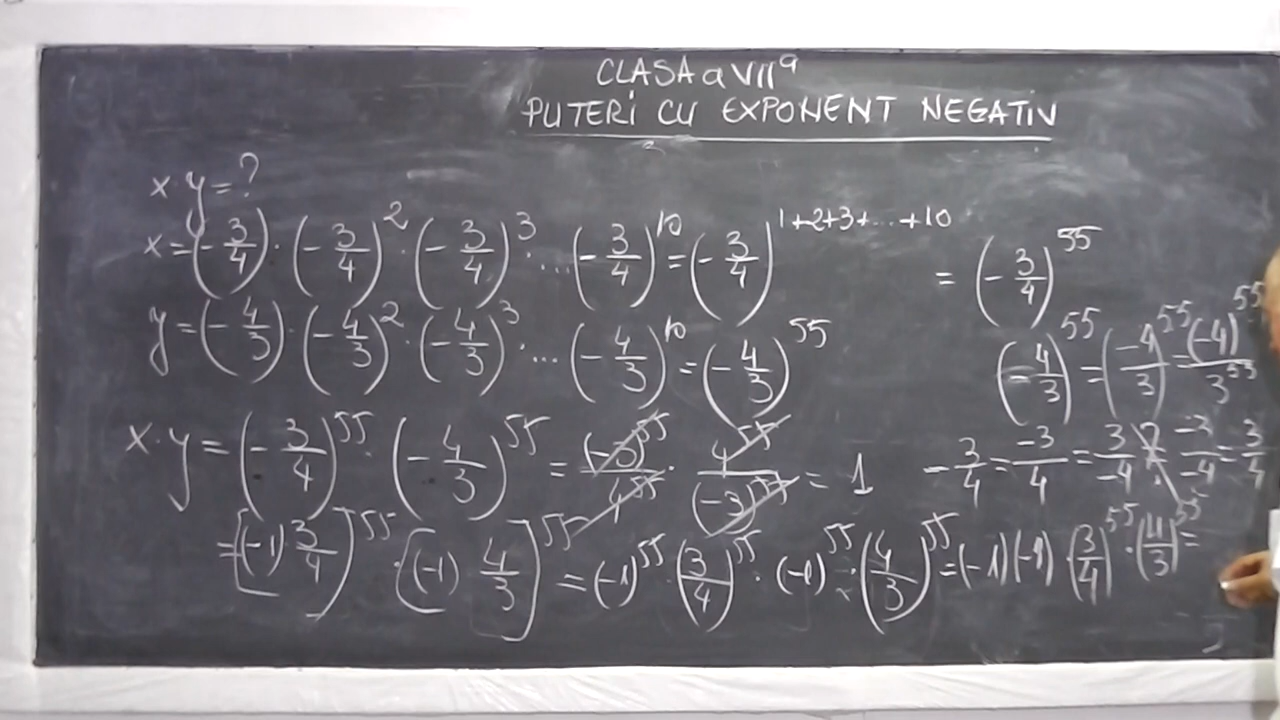 CLASA a VII a
PUTERI CU EXPONENT NEGATIV
x·y=?
x=(-3/4)·(-3/4)^2·(-3/4)^3·...(-3/4)^10=(-3/4)^1+2+3+...+10 =(-3/4)^55
y=(-4/3)·(-4/3)^2·(-4/3)^3·...(-4/3)^10=(-4/3)^55
(-4/3)^55=(-4/3)^55=(-4)^55/3^55
x·y=(-3/4)^55·(-4/3)^55=(-3)^55/4^55·4^55/(-3)^55=1
-3/4=-3/4=3/-4 -3/-4=3/4
=[(-1)3/4]^55·[(-1)4/3]^55=(-1)^55·(3/4)^55·(-1)^55·(4/3)^55=(-1)(-1)(3/4)^55·(4/3)^55=